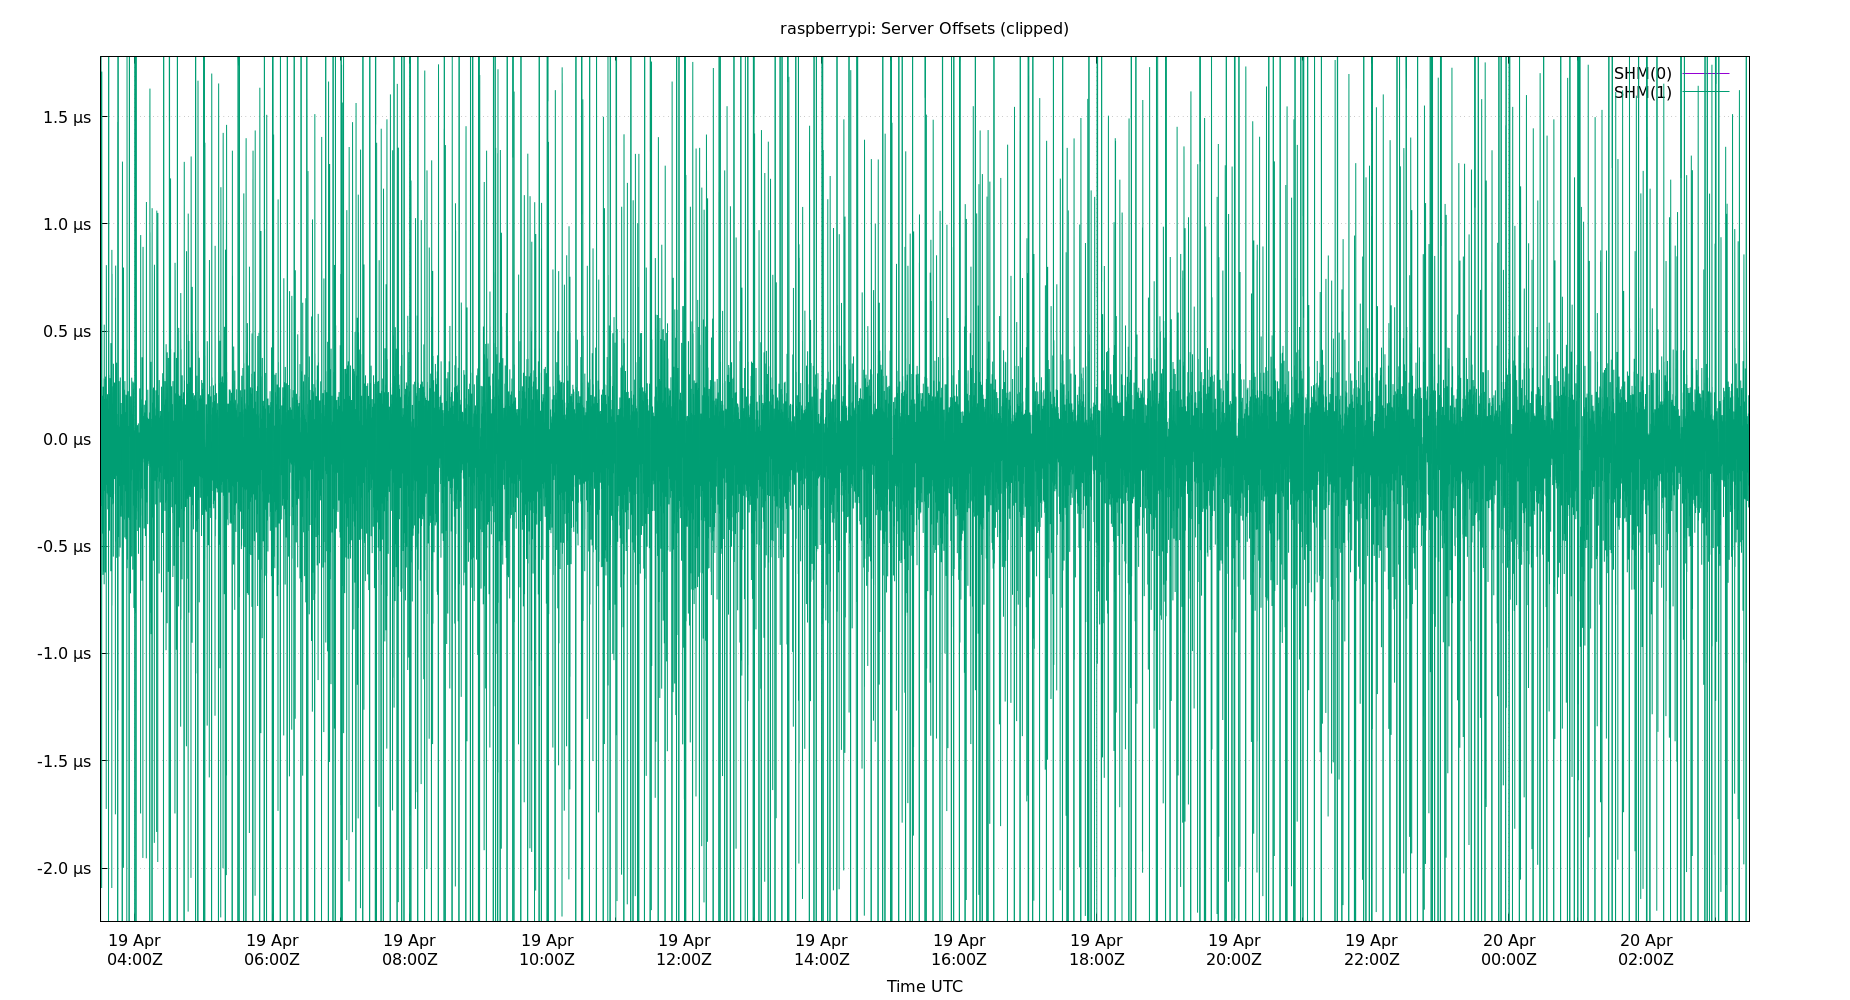 raspberrypi: Server Offsets (clipped)
SHM(0)
SHM(1)
1.5 µs
1.0 µs
0.5 µs
0.0 µs
-0.5 µs
-1.0 µs
-1.5 µs
-2.0 µs
19 Apr 19 Apr 19 Apr 19 Apr 19 Apr 19 Apr 19 Apr 19 Apr 19 Apr 19 Apr 20 Apr 20 Apr
04:00Z 06:00Z 08:00Z 10:00Z 12:00Z 14:00Z 16:00Z 18:00Z 20:00Z 22:00Z 00:00Z 02:00Z
Time UTC